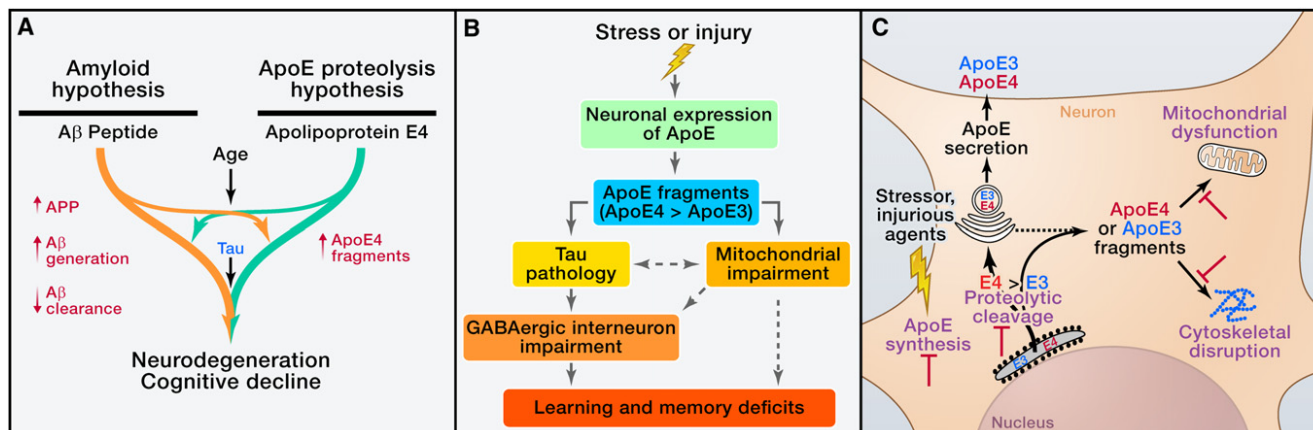 A
Amyloid
hypothesis
ApoE proteolysis
hypothesis
Aβ Peptide
Apolipoprotein E4
Age
APP
Aβ
generation
Aβ
clearance
Tau
ApoE4
fragments
Neurodegeneration
Cognitive decline
B
Stress or injury
Neuronal expression
of ApoE
ApoE fragments
(ApoE4 > ApoE3)
Tau
pathology
Mitochondrial
impairment
GABAergic interneuron
impairment
Learning and memory deficits
C
ApoE3
ApoE4
Neuron
ApoE
secretion
Mitochondrial
dysfunction
Stressor,
injurious
agents
E3
E4
ApoE4
or ApoE3
fragments
E4 > E3
Proteolytic
cleavage
ApoE
synthesis
Cytoskeletal
disruption
E3 E4
Nucleus